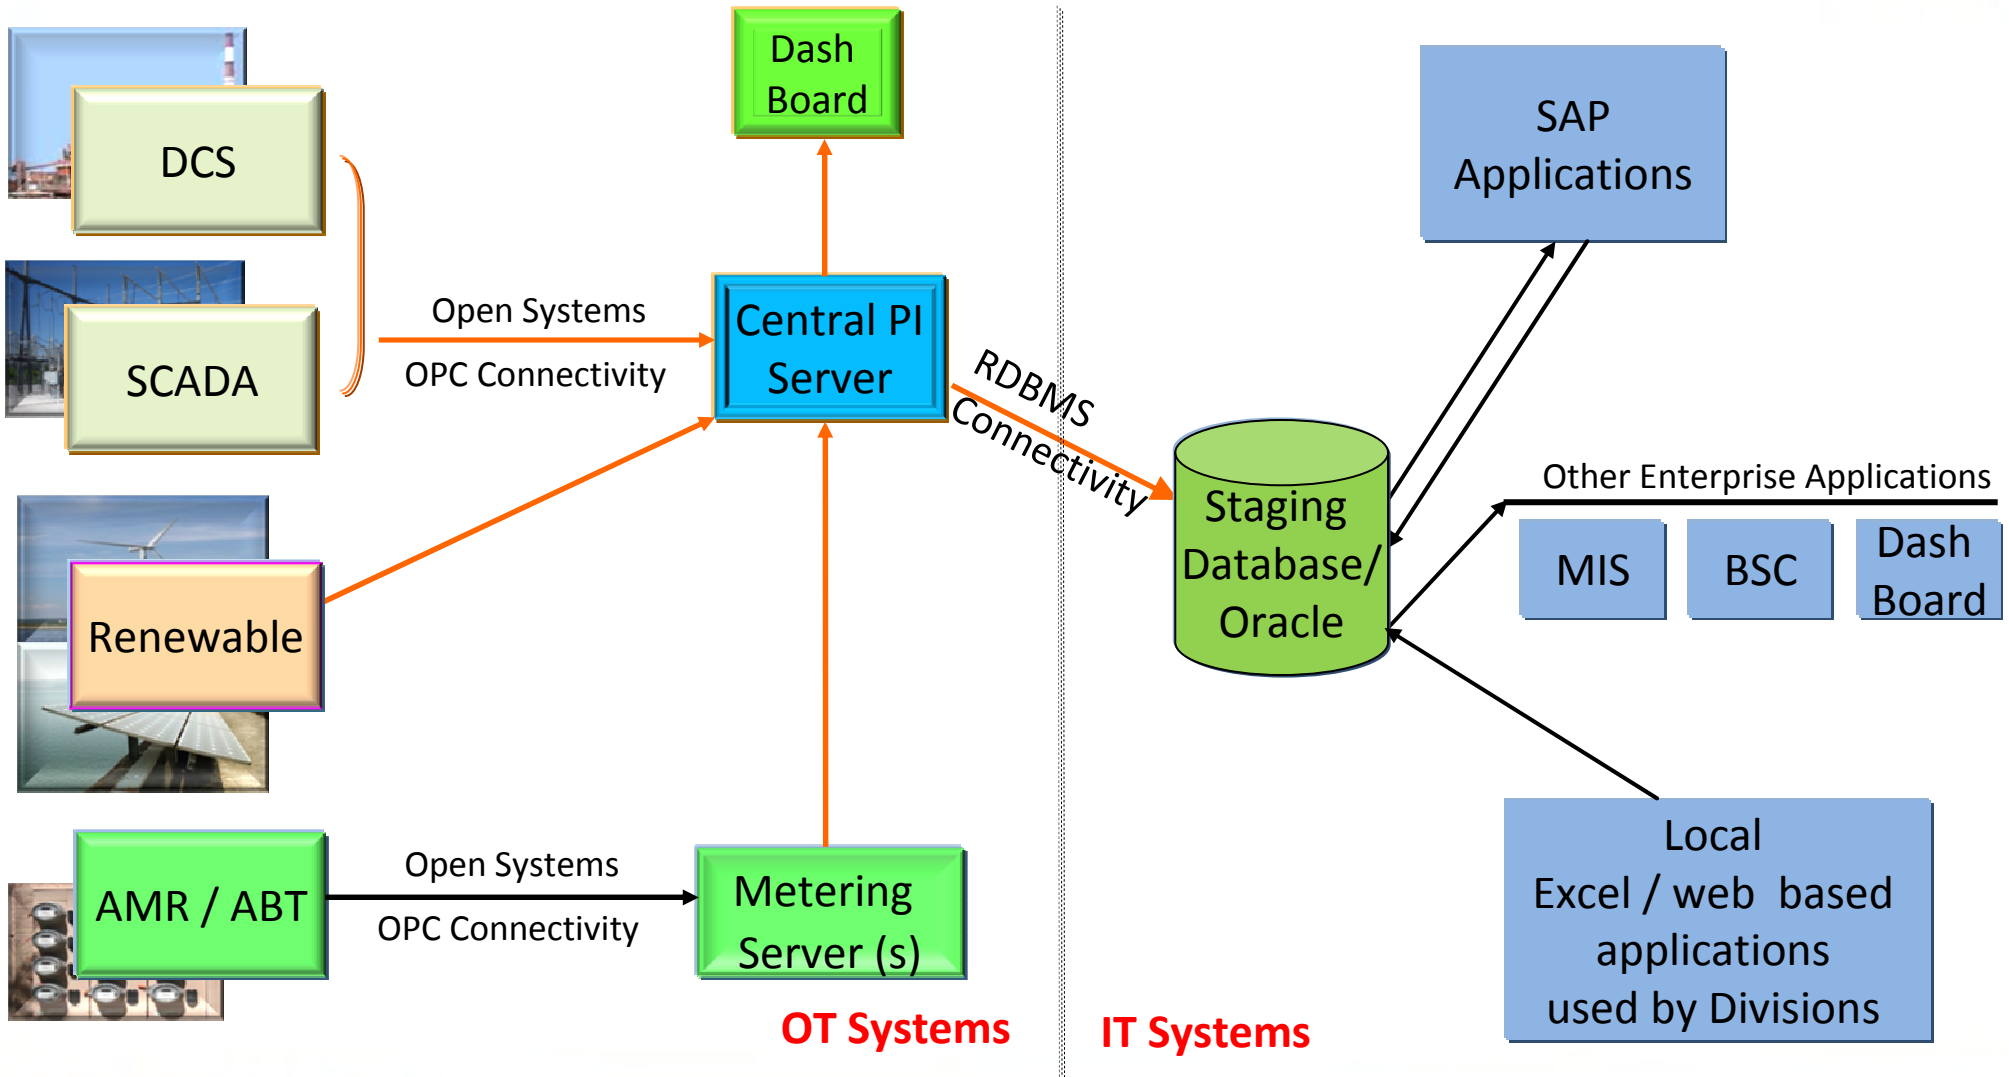 Dash
Board
DCS
SCADA
Open Systems
OPC Connectivity
Central PI
Server
Renewable
AMR / ABT
Open Systems
OPC Connectivity
Metering
Server (s)
OT Systems
RDBMS
Connectivity
SAP
Applications
Staging
Database/
Oracle
Other Enterprise Applications
MIS
BSC
Dash
Board
Local
Excel / web based
applications
used by Divisions
IT Systems